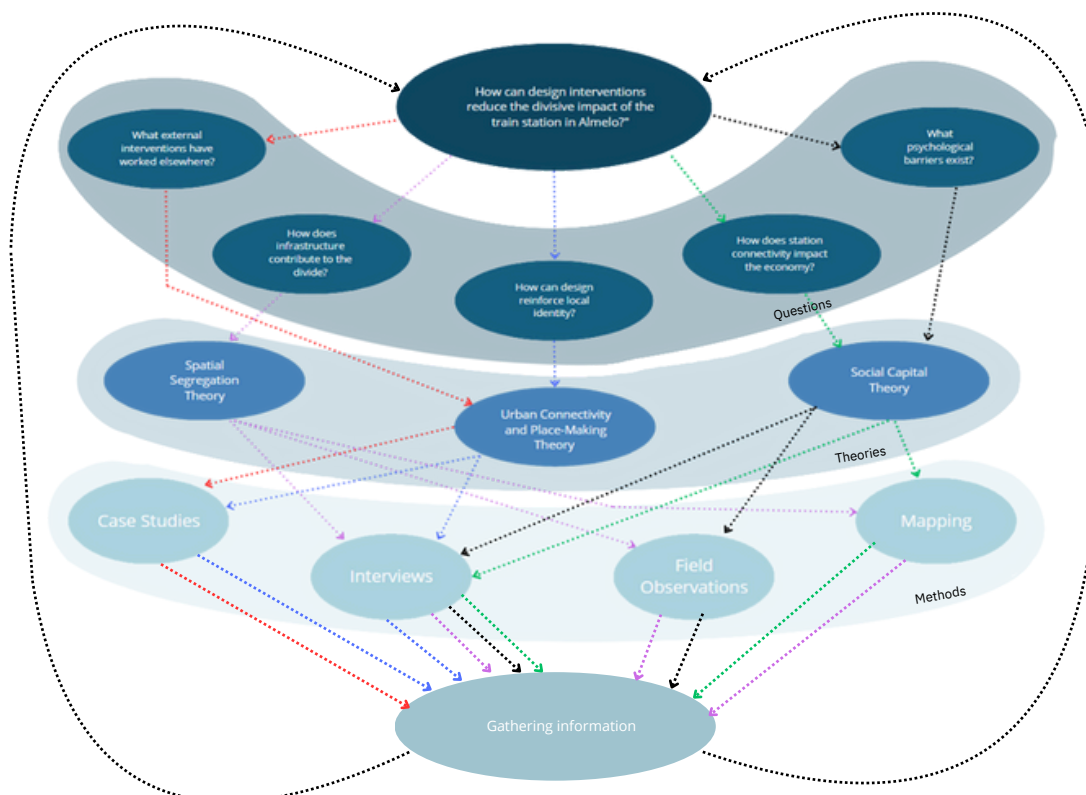 How can design interventions
reduce the divisive impact of the
train station in Almelo?"
What external
interventions have
worked elsewhere?
What
psychological
barriers exist?
How does
infrastructure
contribute to the
divide?
How does station
connectivity impact
the economy?
How can design
reinforce local
identity?
Questions
Spatial
Segregation
Theory
Social Capital
Theory
Urban Connectivity
and Place-Making
Theory
Theories
Case Studies
Mapping
Interviews
Field
Observations
Methods
Gathering information